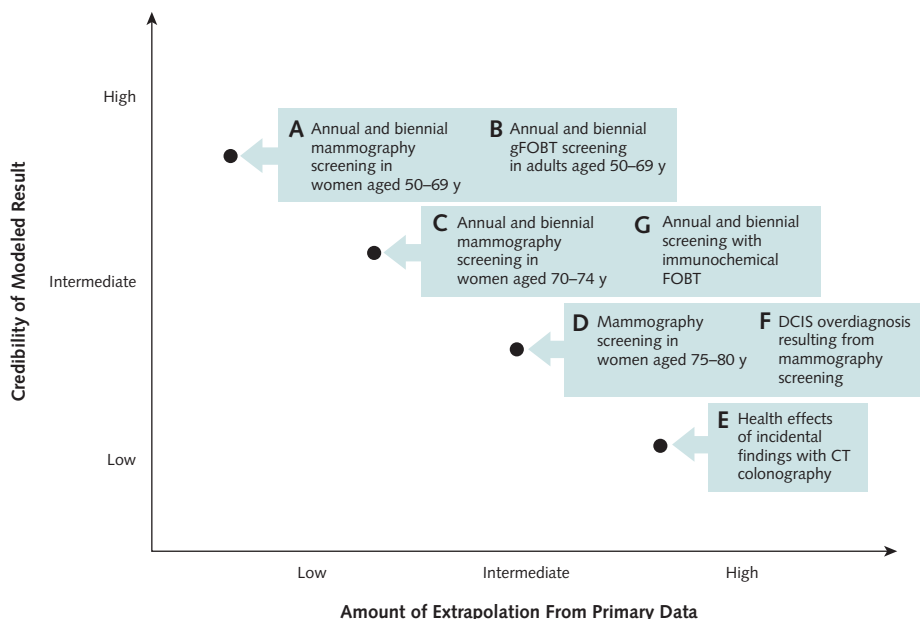 Credibility of Modeled Result
High
Intermediate
Low
A Annual and biennial
mammography
screening in
women aged 50–69 y
B Annual and biennial
gFOBT screening
in adults aged 50–69 y
C Annual and biennial
mammography
screening in
women aged 70–74 y
G Annual and biennial
screening with
immunochemical
FOBT
D Mammography
screening in
women aged 75–80 y
F DCIS overdiagnosis
resulting from
mammography
screening
E Health effects
of incidental
findings with CT
colonography
Low
Intermediate
High
Amount of Extrapolation From Primary Data